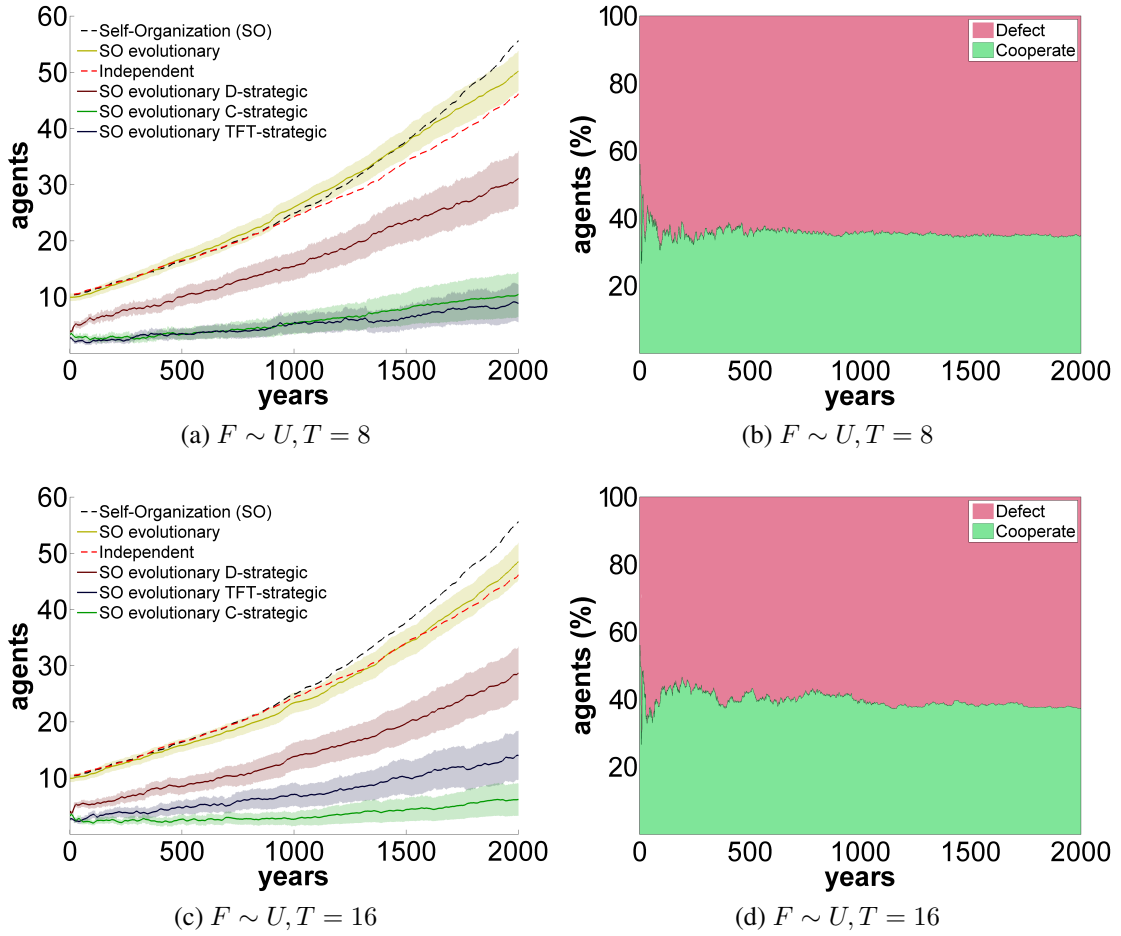 60
50
40
30
20
10
agents
Self-Organization (SO)
SO evolutionary
Independent
SO evolutionary D-strategic
SO evolutionary C-strategic
SO evolutionary TFT-strategic
0 500 1000 1500 2000
years
(a) F ∼ U, T = 8
100
80
60
40
20
agents (%)
Defect
Cooperate
0 500 1000 1500 2000
years
(b) F ∼ U, T = 8
60
50
40
30
20
10
agents
Self-Organization (SO)
SO evolutionary
Independent
SO evolutionary D-strategic
SO evolutionary TFT-strategic
SO evolutionary C-strategic
0 500 1000 1500 2000
years
(c) F ∼ U, T = 16
100
80
60
40
20
agents (%)
Defect
Cooperate
0 500 1000 1500 2000
years
(d) F ∼ U, T = 16